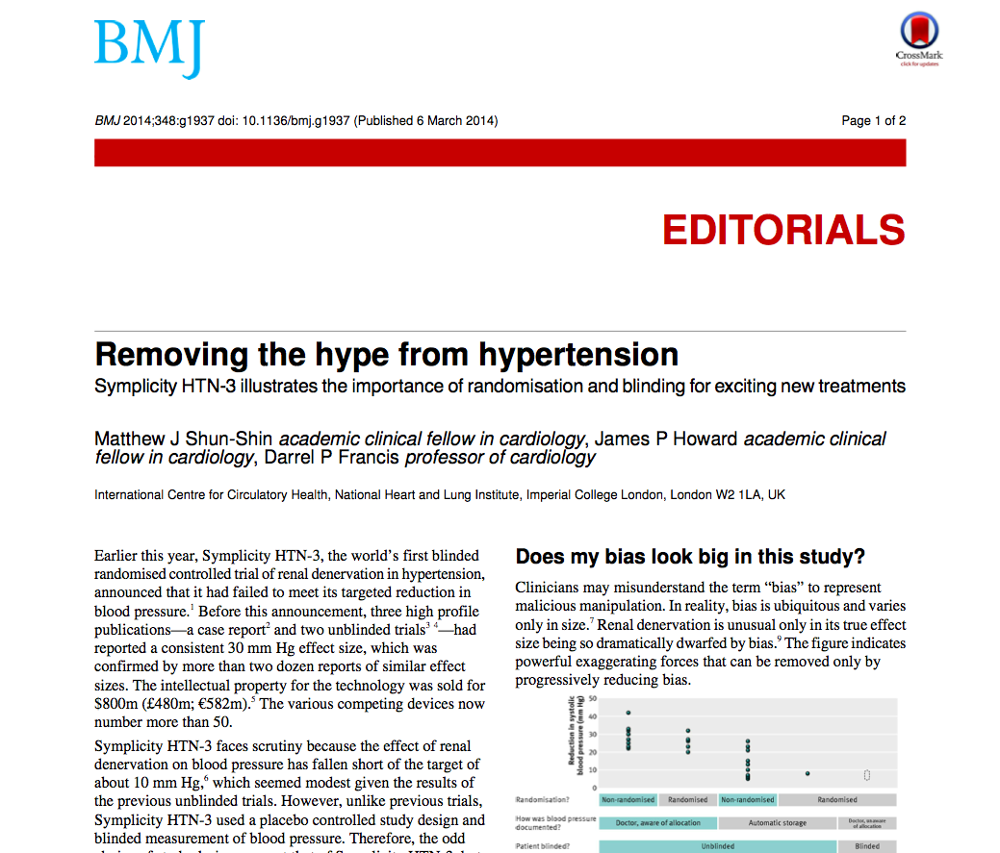 BMJ
CrossMark
click for updates
BMJ 2014;348:g1937 doi: 10.1136/bmj.g1937 (Published 6 March 2014)
Page 1 of 2
EDITORIALS
Removing the hype from hypertension
Symplicity HTN-3 illustrates the importance of randomisation and blinding for exciting new treatments
Matthew J Shun-Shin academic clinical fellow in cardiology, James P Howard academic clinical
fellow in cardiology, Darrel P Francis professor of cardiology
International Centre for Circulatory Health, National Heart and Lung Institute, Imperial College London, London W2 1LA, UK
Earlier this year, Symplicity HTN-3, the world's first blinded
randomised controlled trial of renal denervation in hypertension,
announced that it had failed to meet its targeted reduction in
blood pressure.1 Before this announcement, three high profile
publications—a case report2 and two unblinded trials3 4—had
reported a consistent 30 mm Hg effect size, which was
confirmed by more than two dozen reports of similar effect
sizes. The intellectual property for the technology was sold for
$800m (£480m; €582m).5 The various competing devices now
number more than 50.
Symplicity HTN-3 faces scrutiny because the effect of renal
denervation on blood pressure has fallen short of the target of
about 10 mm Hg,6 which seemed modest given the results of
the previous unblinded trials. However, unlike previous trials,
Symplicity HTN-3 used a placebo controlled study design and
blinded measurement of blood pressure. Therefore, the odd
Does my bias look big in this study?
Clinicians may misunderstand the term “bias” to represent
malicious manipulation. In reality, bias is ubiquitous and varies
only in size.7 Renal denervation is unusual only in its true effect
size being so dramatically dwarfed by bias.9 The figure indicates
powerful exaggerating forces that can be removed only by
progressively reducing bias.
Reduction in systolic
blood pressure (mm Hg)
50
40
30
20
10
0
Randomisation? Non-randomised Randomised Non-randomised Randomised
How was blood pressure
documented?
Doctor, aware of allocation Automatic storage
Doctor, unaware
of allocation
Patient blinded? Unblinded Blinded